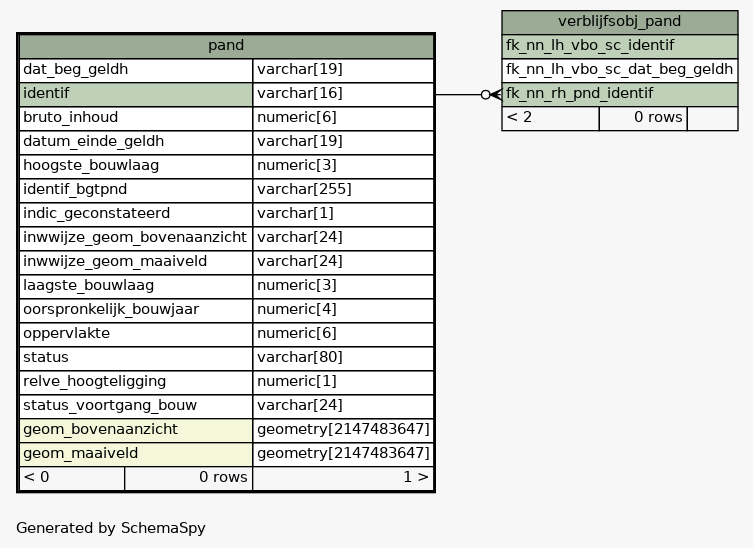 pand
dat_beg_geldh varchar[19]
identif varchar[16]
bruto_inhoud numeric[6]
datum_einde_geldh varchar[19]
hoogste_bouwlaag numeric[3]
identif_bgtpnd varchar[255]
indic_geconstateerd varchar[1]
inwwijze_geom_bovenaanzicht varchar[24]
inwwijze_geom_maaiveld varchar[24]
laagste_bouwlaag numeric[3]
oorspronkelijk_bouwjaar numeric[4]
oppervlakte numeric[6]
status varchar[80]
relve_hoogteligging numeric[1]
status_voortgang_bouw varchar[24]
geom_bovenaanzicht geometry[2147483647]
geom_maaiveld geometry[2147483647]
< 0 0 rows 1 >
verblijfsobj_pand
fk_nn_lh_vbo_sc_identif
fk_nn_lh_vbo_sc_dat_beg_geldh
fk_nn_rh_pnd_identif
< 2 0 rows
Generated by SchemaSpy